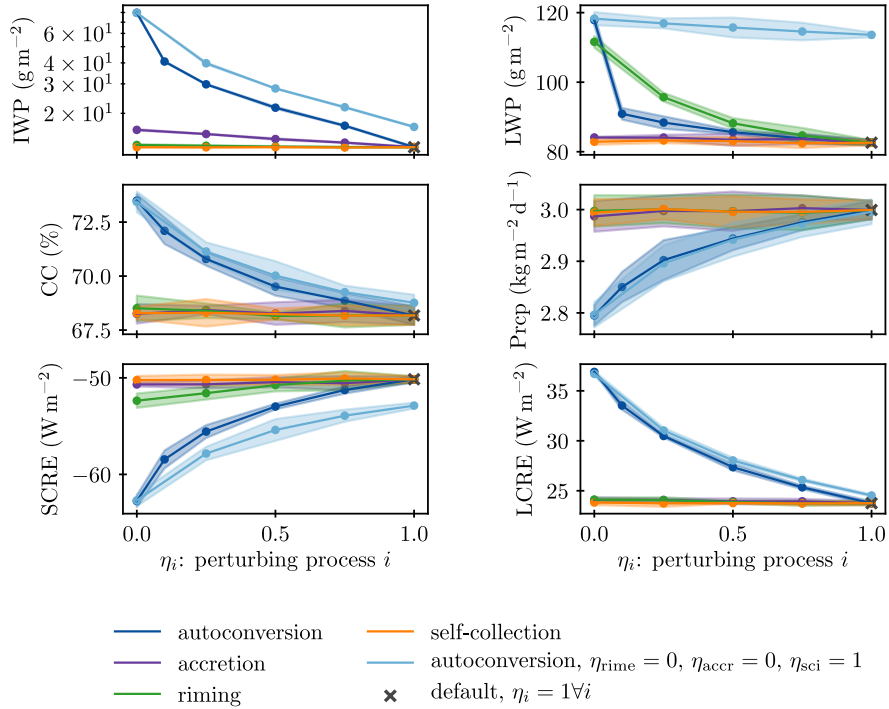 IWP (g m⁻²)
6 × 10¹
3 × 10¹
2 × 10¹
LWP (g m⁻²)
120
100
80
CC (%)
72.5
70.0
67.5
Prcp (kg m⁻² d⁻¹)
3.0
2.9
2.8
SCRE (W m⁻²)
−50
−60
LCRE (W m⁻²)
35
30
25
0.0 0.5 1.0
0.0 0.5 1.0
ηᵢ: perturbing process i
ηᵢ: perturbing process i
autoconversion
accretion
riming
self-collection
autoconversion, η_rime = 0, η_accr = 0, η_sci = 1
default, ηᵢ = 1∀i